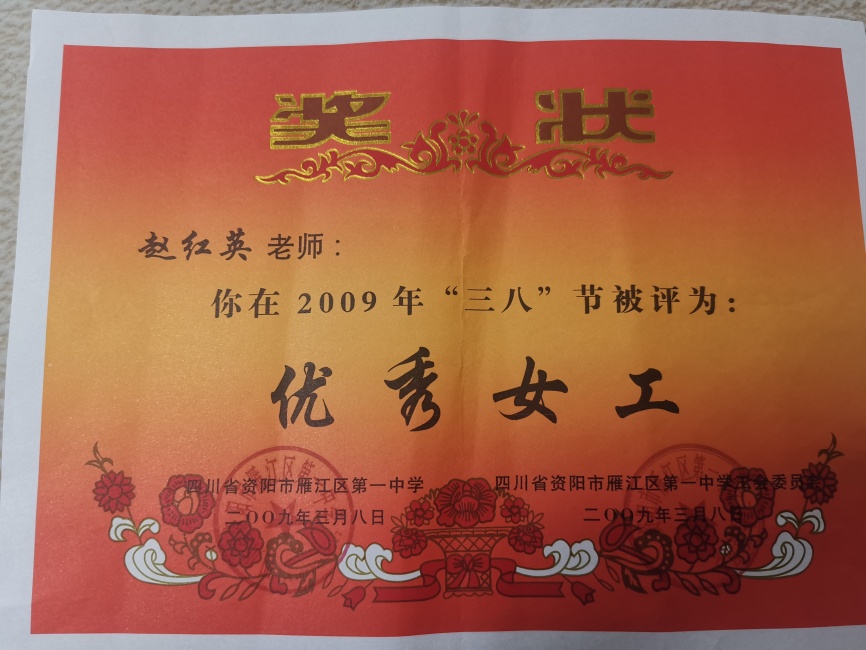 奖状
赵红英 老师：
你在 2009 年 “三八” 节被评为：
优秀女工
四川省资阳市雁江区第一中学
二〇〇九年三月八日
四川省资阳市雁江区第一中学工会委员会
二〇〇九年三月八日